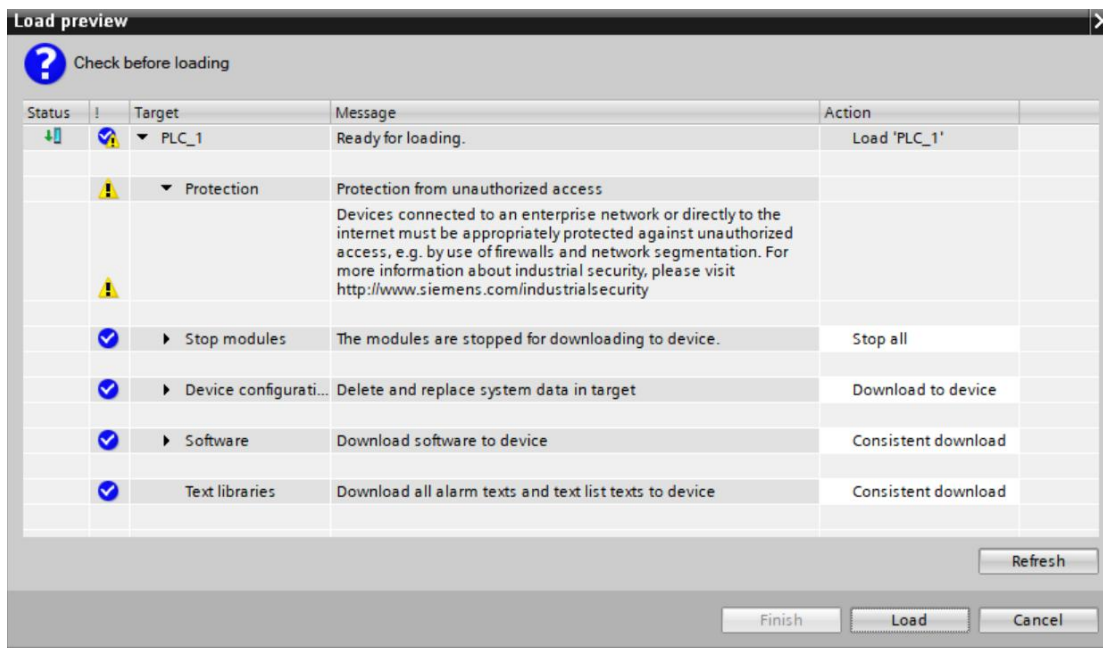 Load preview
Check before loading
Status ! Target Message Action
PLC_1 Ready for loading. Load 'PLC_1'
Protection Protection from unauthorized access
Devices connected to an enterprise network or directly to the
internet must be appropriately protected against unauthorized
access, e.g. by use of firewalls and network segmentation. For
more information about industrial security, please visit
http://www.siemens.com/industrialsecurity
Stop modules The modules are stopped for downloading to device. Stop all
Device configurati... Delete and replace system data in target Download to device
Software Download software to device Consistent download
Text libraries Download all alarm texts and text list texts to device Consistent download
Refresh
Finish Load Cancel